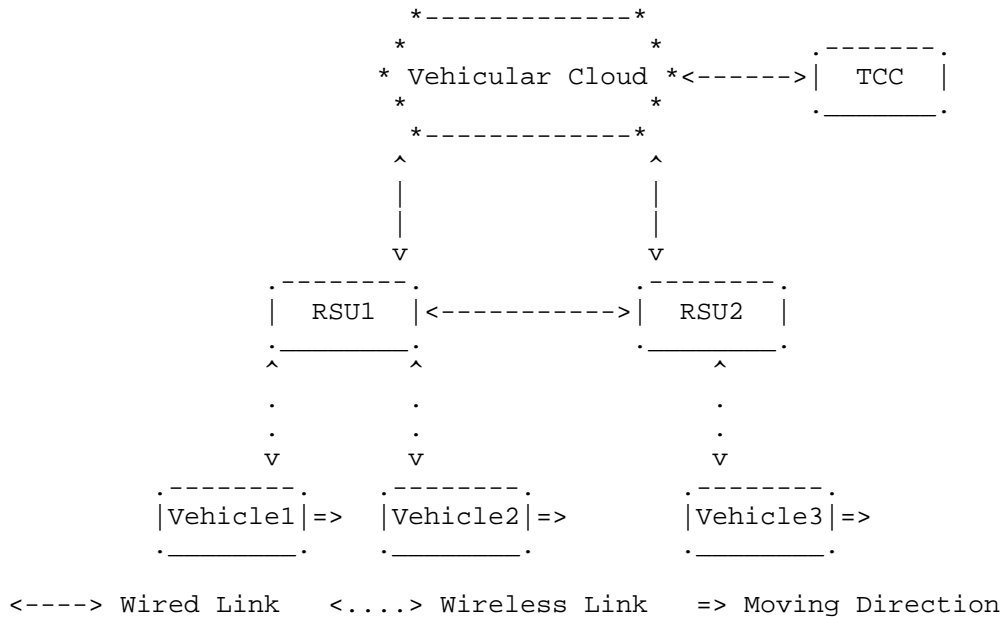 Vehicular Cloud *<------>| TCC |
| RSU1 |<----------->| RSU2 |
|Vehicle1|=> |Vehicle2|=> |Vehicle3|=>
<----> Wired Link <....> Wireless Link => Moving Direction